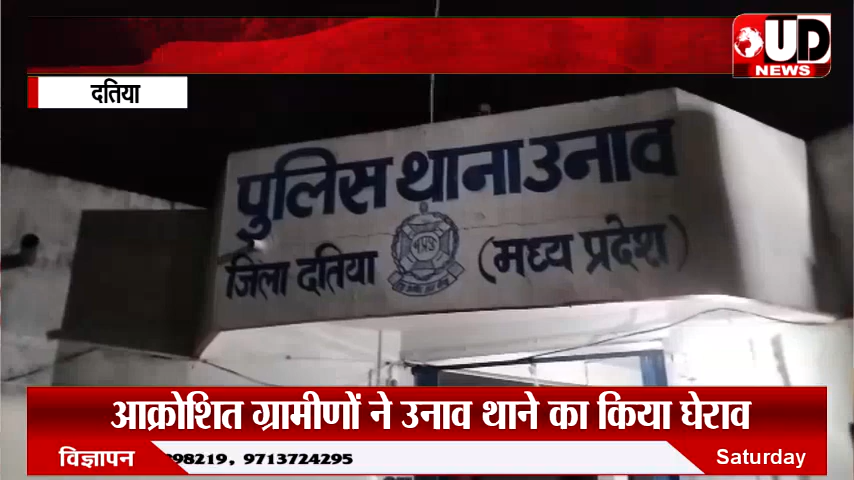 UD
NEWS
दतिया
पुलिस थाना उनाव
जिला दतिया (मध्य प्रदेश)
आक्रोशित ग्रामीणों ने उनाव थाने का किया घेराव
विज्ञापन 98219, 9713724295 Saturday